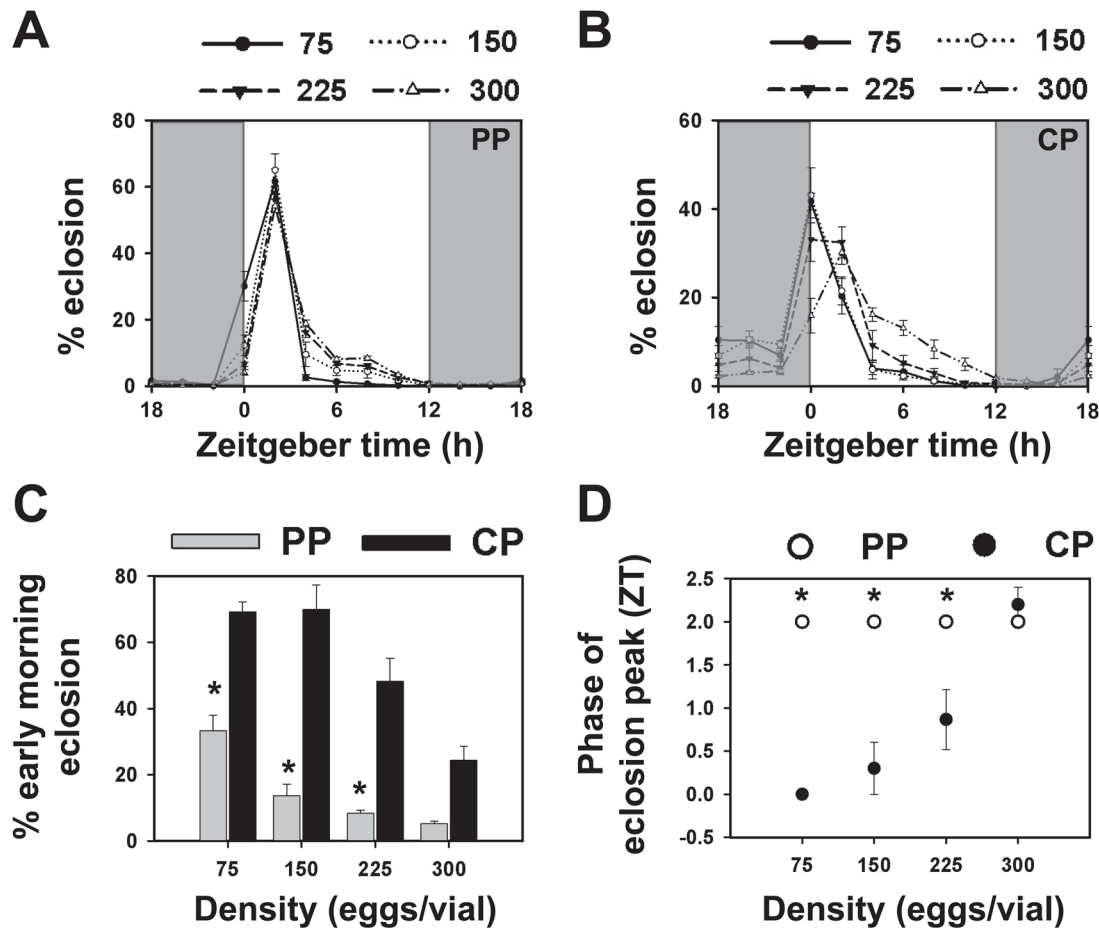 A
75 150
225 300
PP
% eclosion
80
60
40
20
0
18 0 6 12 18
Zeitgeber time (h)
B
75 150
225 300
CP
% eclosion
60
40
20
0
18 0 6 12 18
Zeitgeber time (h)
C
PP CP
% early morning
eclosion
80
60
40
20
0
* * *
75 150 225 300
Density (eggs/vial)
D
PP CP
Phase of
eclosion peak (ZT)
2.5
2.0
1.5
1.0
0.5
0.0
-0.5
* * *
75 150 225 300
Density (eggs/vial)